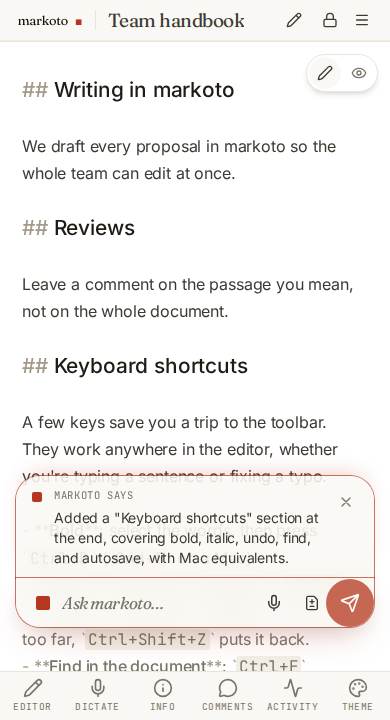 markoto
Team handbook
## Writing in markoto
We draft every proposal in markoto so the
whole team can edit at once.
## Reviews
Leave a comment on the passage you mean,
not on the whole document.
## Keyboard shortcuts
A few keys save you a trip to the toolbar.
They work anywhere in the editor, whether
you're typing a sentence or fixing a typo.
MARKOTO SAYS
Added a "Keyboard shortcuts" section at
the end, covering bold, italic, undo, find,
and autosave, with Mac equivalents.
Ask markoto...
too far, `Ctrl+Shift+Z` puts it back.
- **Find in the document**: `Ctrl+F`
EDITOR
DICTATE
INFO
COMMENTS
ACTIVITY
THEME